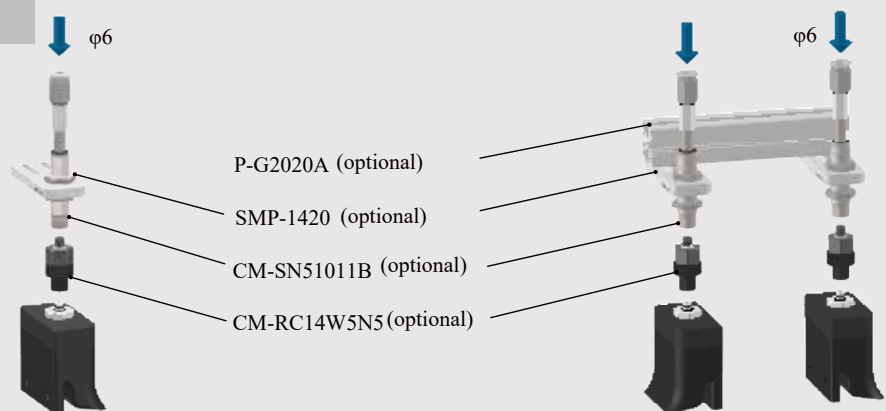 φ6
φ6
P-G2020A (optional)
SMP-1420 (optional)
CM-SN51011B (optional)
CM-RC14W5N5 (optional)